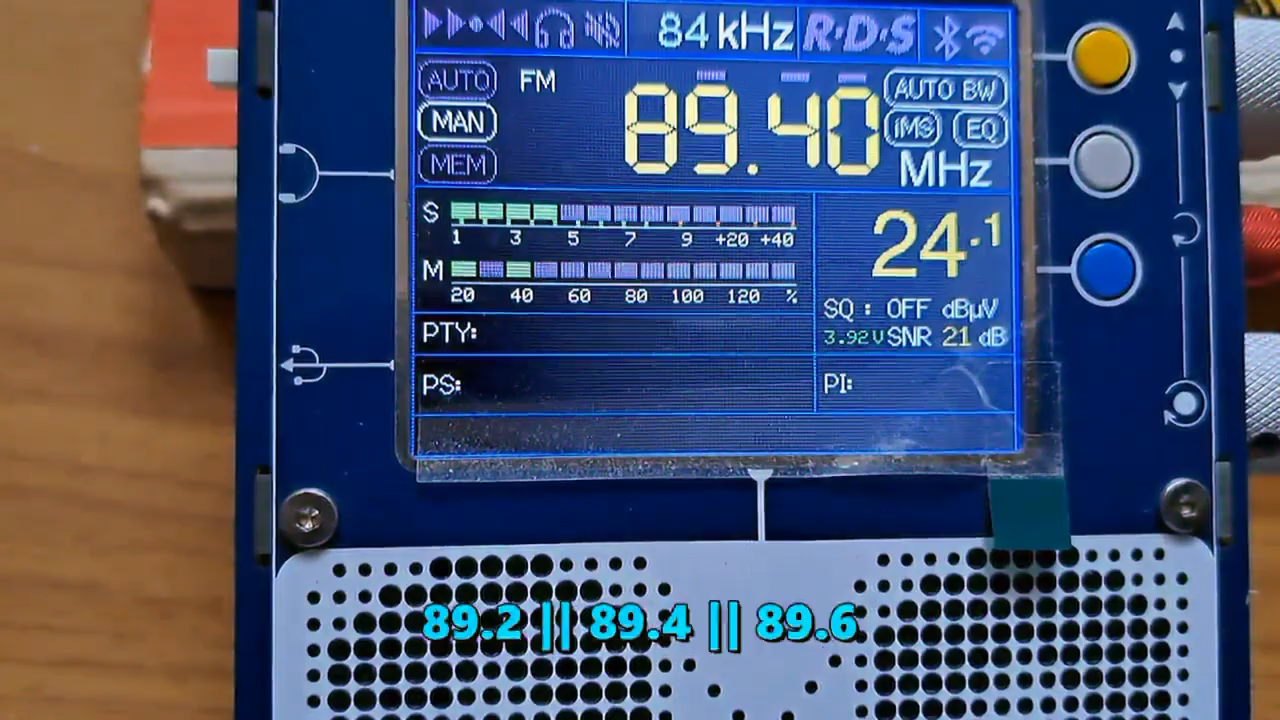 84 kHz R·D·S
AUTO FM 89.40 AUTO BW
MAN iMS EQ
MEM MHz
S
1 3 5 7 9 +20 +40
24.1
M
20 40 60 80 100 120 %
SQ : OFF dBµV
PTY: 3.92V SNR 21 dB
PS: PI:
89.2 || 89.4 || 89.6